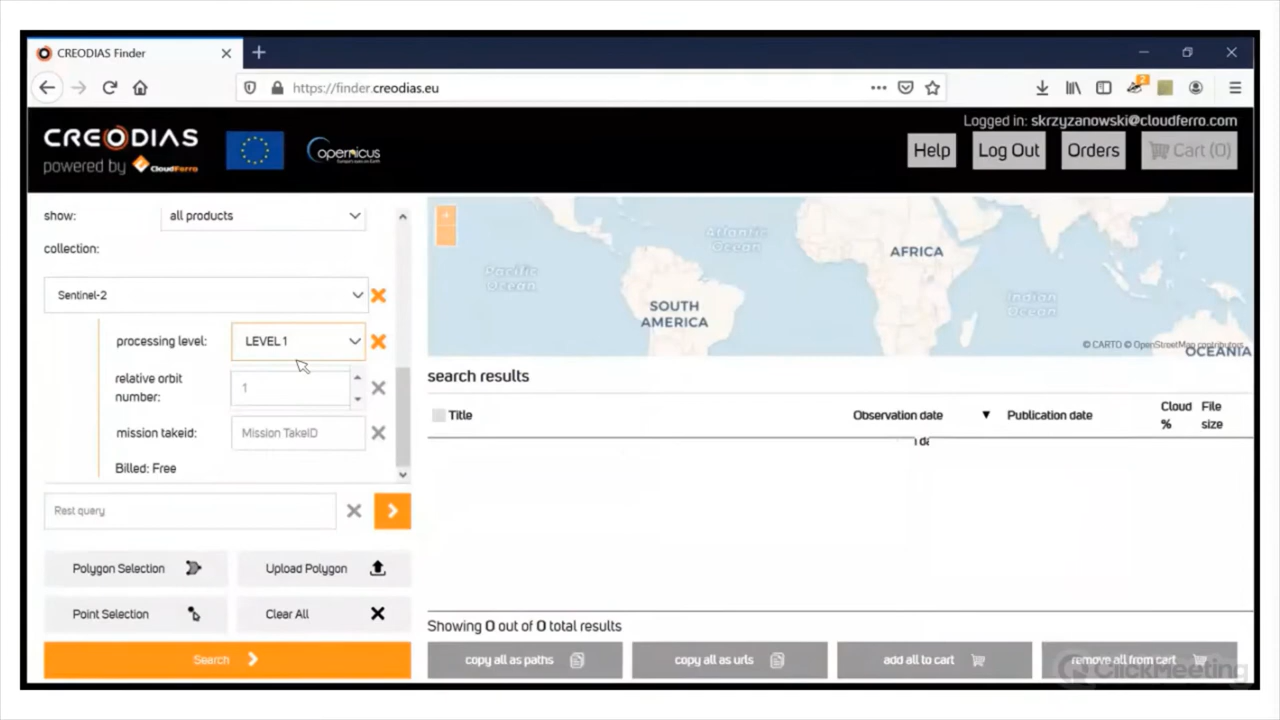 CREODIAS Finder
https://finder.creodias.eu
2
Logged in: skrzyzanowski@cloudferro.com
CREODIAS
powered by CloudFerro
opernicus
Help
Log Out
Orders
Cart (0)
show:
all products
collection:
Sentinel-2
processing level:
LEVEL 1
relative orbit
number:
1
mission takeid:
Mission TakeID
Billed: Free
Rest query
Polygon Selection
Upload Polygon
Point Selection
Clear All
Search
Atlantic
Ocean
AFRICA
Pacific
Ocean
SOUTH
AMERICA
Indian
Ocean
© CARTO © OpenStreetMap contributors
OCEANIA
search results
Title
Observation date
Publication date
Cloud
%
File
size
Showing 0 out of 0 total results
copy all as paths
copy all as urls
add all to cart
remove all from cart
ClickMeeting